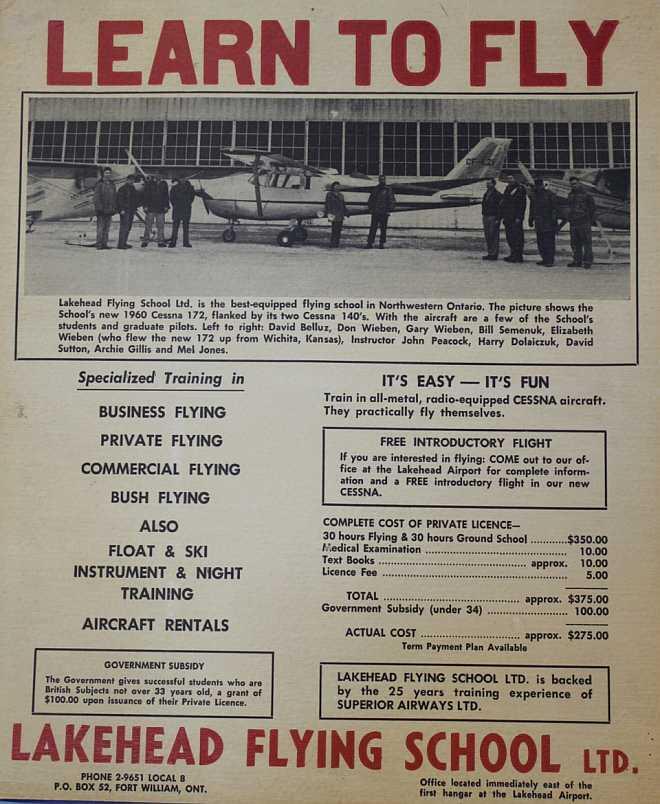 LEARN TO FLY
CF-LZY
Lakehead Flying School Ltd. is the best-equipped flying school in Northwestern Ontario. The picture shows the
School's new 1960 Cessna 172, flanked by its two Cessna 140's. With the aircraft are a few of the School's
students and graduate pilots. Left to right: David Belluz, Don Wieben, Gary Wieben, Bill Semenuk, Elizabeth
Wieben (who flew the new 172 up from Wichita, Kansas), Instructor John Peacock, Harry Dolaiczuk, David
Sutton, Archie Gillis and Mel Jones.
Specialized Training in
BUSINESS FLYING
PRIVATE FLYING
COMMERCIAL FLYING
BUSH FLYING
ALSO
FLOAT & SKI
INSTRUMENT & NIGHT
TRAINING
AIRCRAFT RENTALS
GOVERNMENT SUBSIDY
The Government gives successful students who are
British Subjects not over 33 years old, a grant of
$100.00 upon issuance of their Private Licence.
IT'S EASY — IT'S FUN
Train in all-metal, radio-equipped CESSNA aircraft.
They practically fly themselves.
FREE INTRODUCTORY FLIGHT
If you are interested in flying: COME out to our of-
fice at the Lakehead Airport for complete inform-
ation and a FREE introductory flight in our new
CESSNA.
COMPLETE COST OF PRIVATE LICENCE—
30 hours Flying & 30 hours Ground School ..........$350.00
Medical Examination .......................................... 10.00
Text Books ............................................ approx. 10.00
Licence Fee ....................................................... 5.00
TOTAL ........................................... approx. $375.00
Government Subsidy (under 34) ........................ 100.00
ACTUAL COST .............................. approx. $275.00
Term Payment Plan Available
LAKEHEAD FLYING SCHOOL LTD. is backed
by the 25 years training experience of
SUPERIOR AIRWAYS LTD.
LAKEHEAD FLYING SCHOOL LTD.
PHONE 2-9651 LOCAL 8
P.O. BOX 52, FORT WILLIAM, ONT.
Office located immediately east of the
first hangar at the Lakehead Airport.